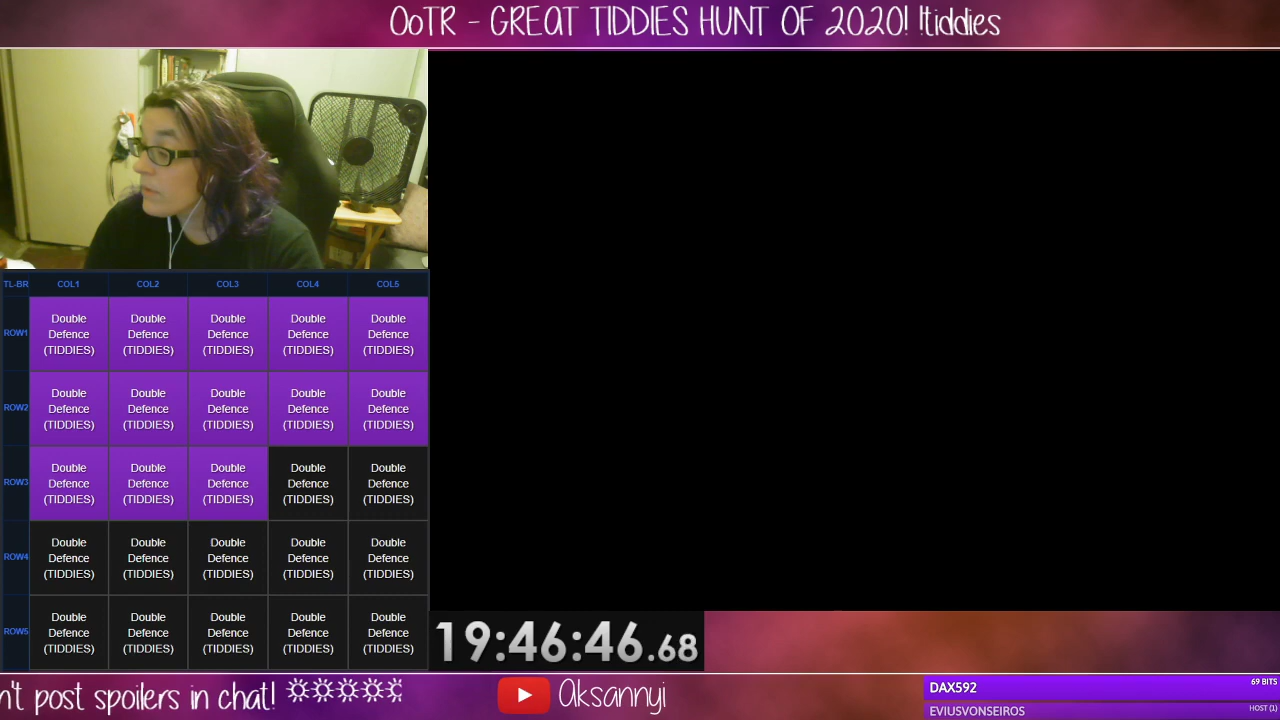 OoTR - GREAT TIDDIES HUNT OF 2020! !tiddies
TL-BR COL1 COL2 COL3 COL4 COL5
ROW1
Double Double Double Double Double
Defence Defence Defence Defence Defence
(TIDDIES) (TIDDIES) (TIDDIES) (TIDDIES) (TIDDIES)
ROW2
Double Double Double Double Double
Defence Defence Defence Defence Defence
(TIDDIES) (TIDDIES) (TIDDIES) (TIDDIES) (TIDDIES)
ROW3
Double Double Double Double Double
Defence Defence Defence Defence Defence
(TIDDIES) (TIDDIES) (TIDDIES) (TIDDIES) (TIDDIES)
ROW4
Double Double Double Double Double
Defence Defence Defence Defence Defence
(TIDDIES) (TIDDIES) (TIDDIES) (TIDDIES) (TIDDIES)
ROW5
Double Double Double Double Double
Defence Defence Defence Defence Defence
(TIDDIES) (TIDDIES) (TIDDIES) (TIDDIES) (TIDDIES)
19:46:46.68
n't post spoilers in chat!
Aksannyi
DAX592 69 BITS
EVIUSVONSEIROS HOST (1)